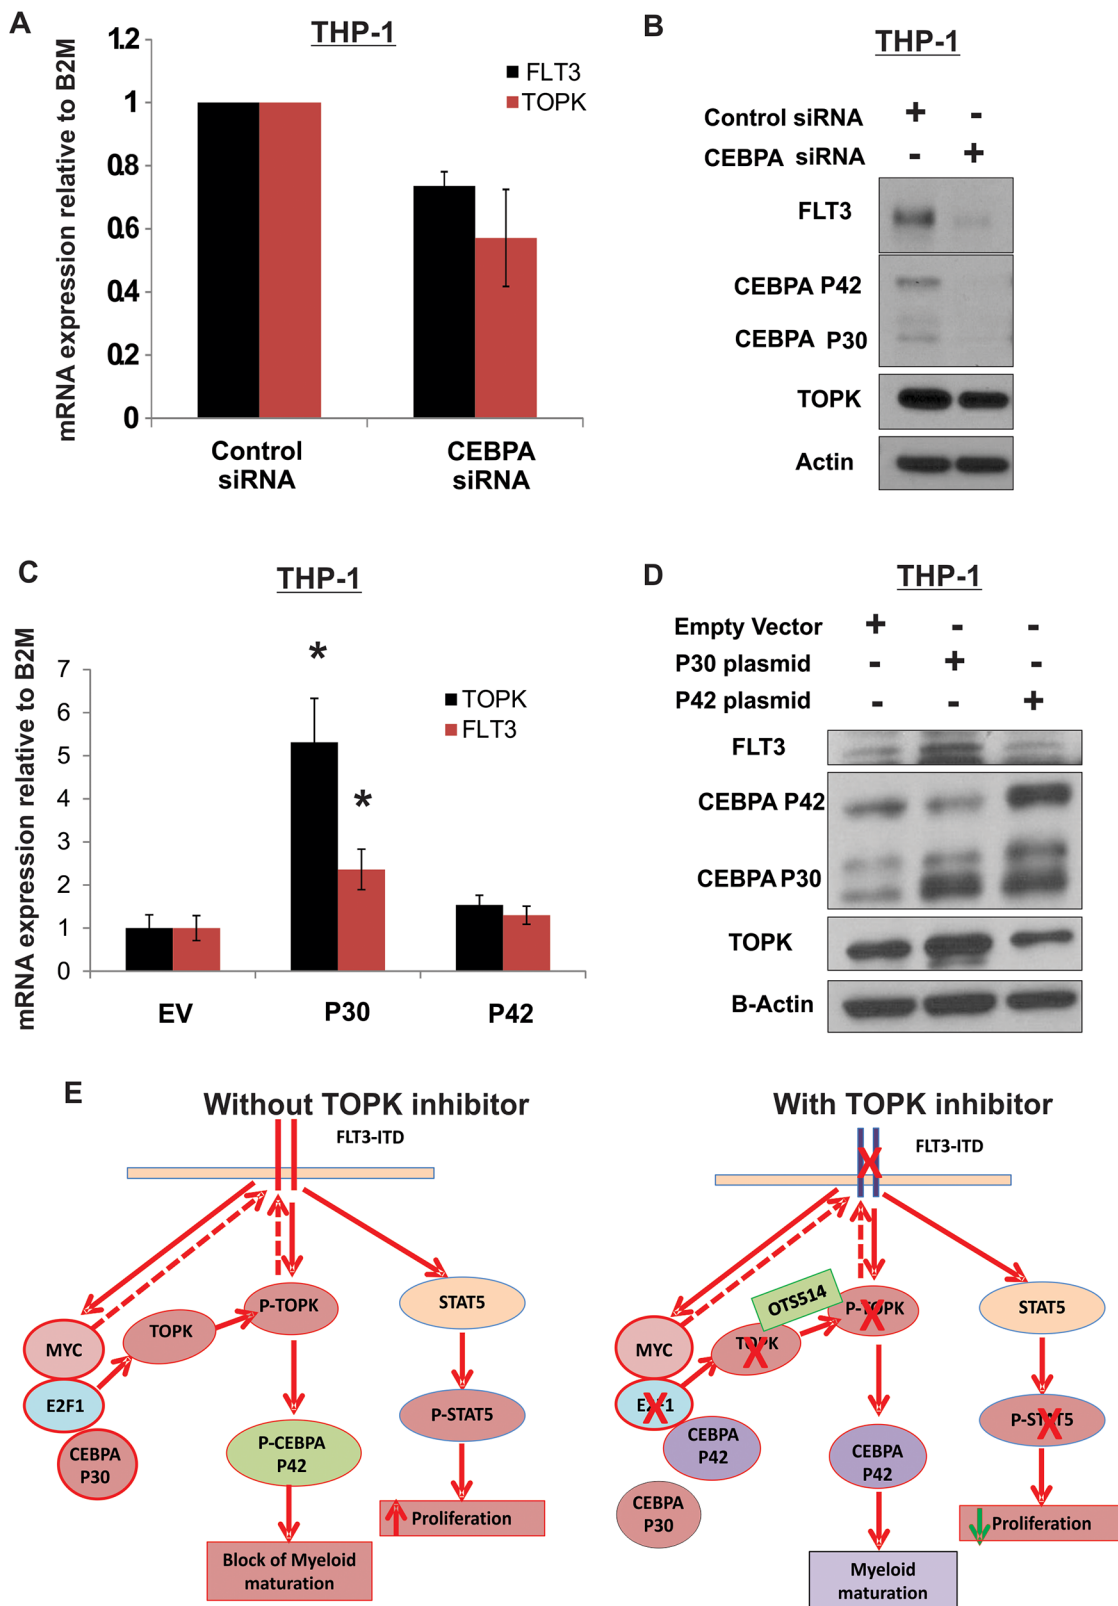 A
THP-1
mRNA expression relative to B2M
1.2
1
0.8
0.6
0.4
0.2
0
FLT3
TOPK
Control
siRNA
CEBPA
siRNA
B
THP-1
Control siRNA + -
CEBPA siRNA - +
FLT3
CEBPA P42
CEBPA P30
TOPK
Actin
C
THP-1
mRNA expression relative to B2M
7
6
5
4
3
2
1
0
*
*
TOPK
FLT3
EV
P30
P42
D
THP-1
Empty Vector + - -
P30 plasmid - + -
P42 plasmid - - +
FLT3
CEBPA P42
CEBPA P30
TOPK
B-Actin
E
Without TOPK inhibitor
FLT3-ITD
P-TOPK
TOPK
STAT5
MYC
E2F1
CEBPA
P30
P-STAT5
P-CEBPA
P42
Proliferation
Block of Myeloid
maturation
With TOPK inhibitor
X
FLT3-ITD
OTS514
P-TOPK
X
TOPK
X
STAT5
MYC
E2F1
X
CEBPA
P42
CEBPA
P30
P-STAT5
X
CEBPA
P42
Proliferation
Myeloid
maturation